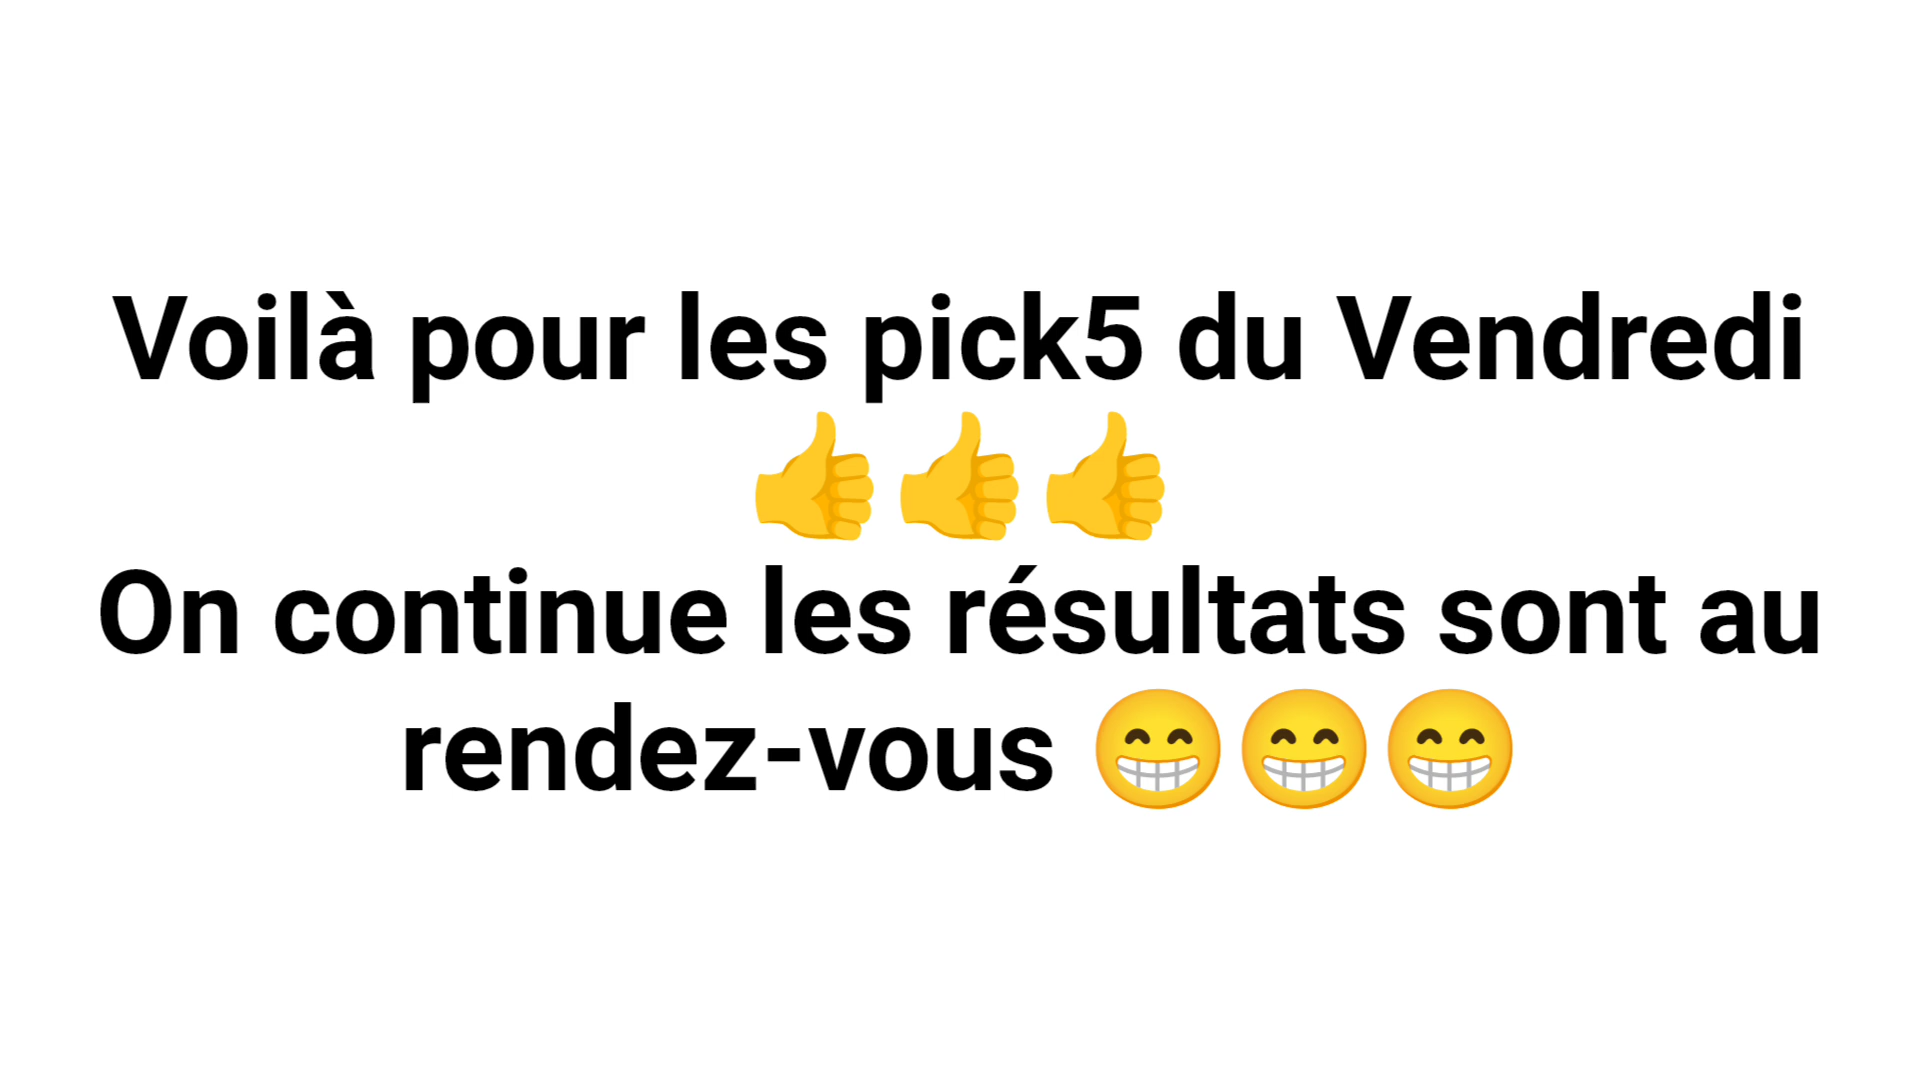 Voilà pour les pick5 du Vendredi
👍👍👍
On continue les résultats sont au
rendez-vous 😁😁😁